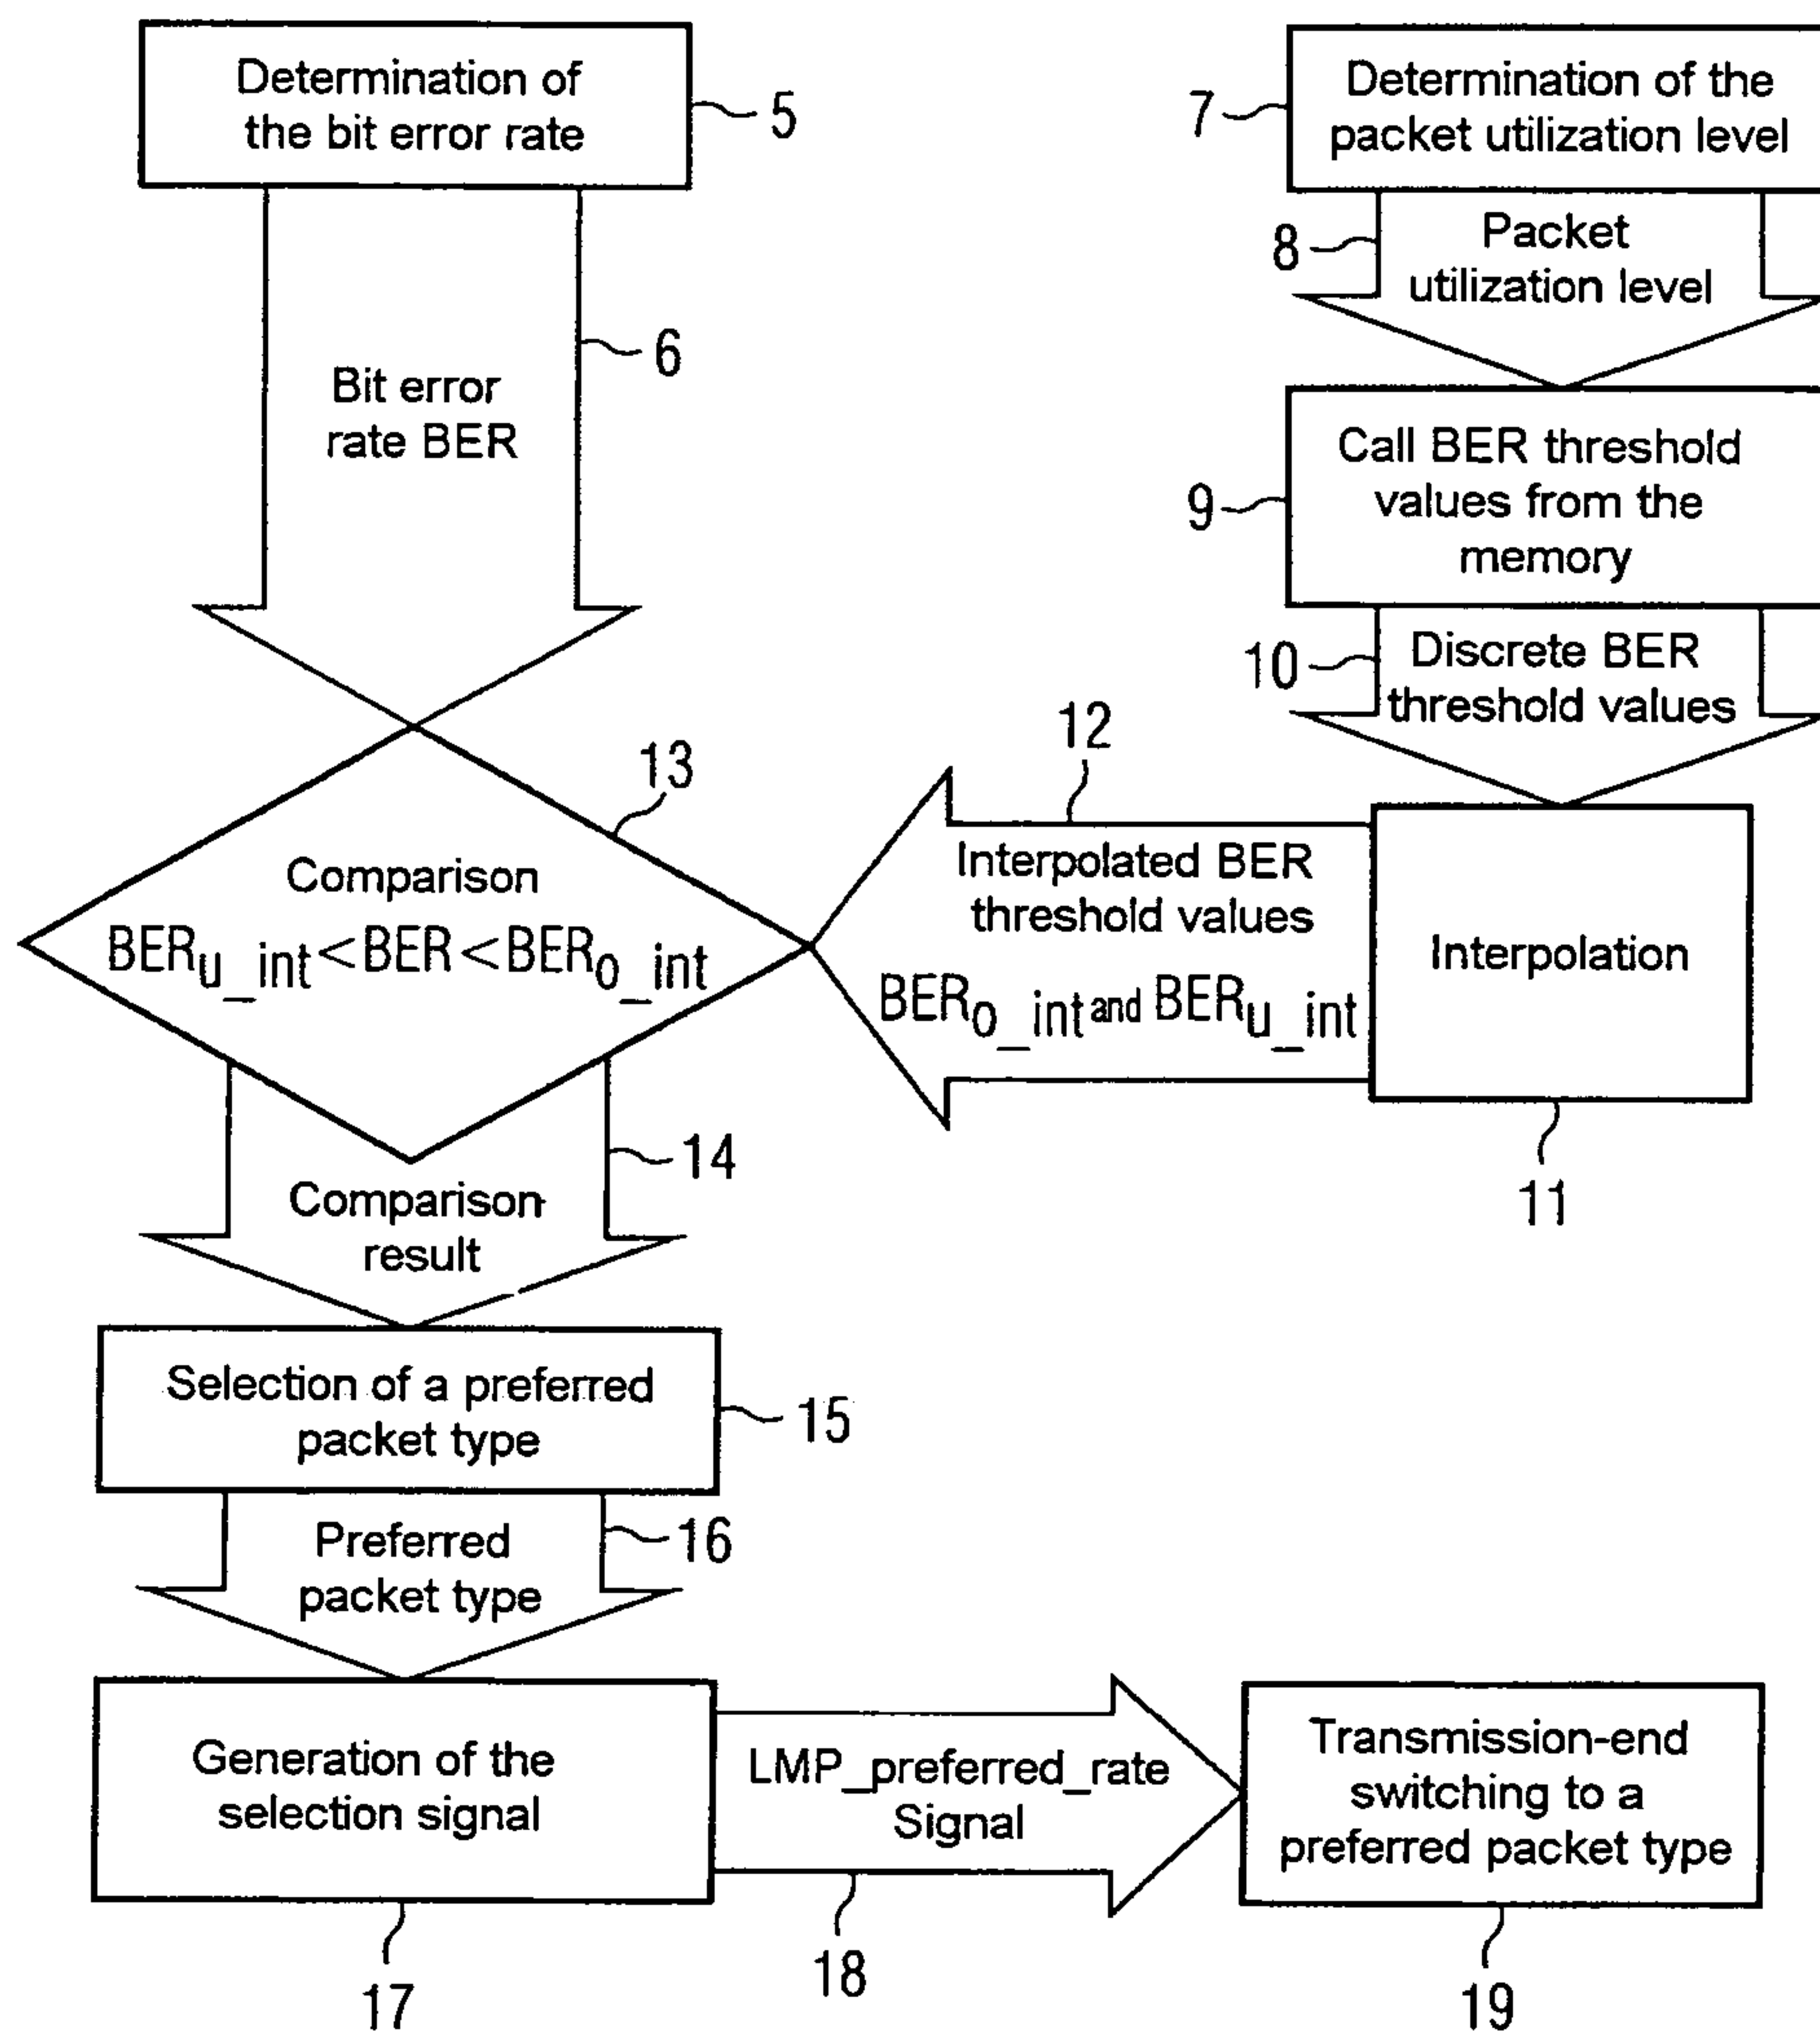 Determination of
the bit error rate
5
7
Determination of the
packet utilization level
8
Packet
utilization level
6
Bit error
rate BER
9
Call BER threshold
values from the
memory
10
Discrete BER
threshold values
12
13
Interpolated BER
threshold values
BERo_int and BERu_int
Interpolation
11
Comparison
BERu_int<BER<BERo_int
14
Comparison
result
Selection of a preferred
packet type
15
16
Preferred
packet type
Generation of the
selection signal
17
LMP_preferred_rate
Signal
18
Transmission-end
switching to a
preferred packet type
19